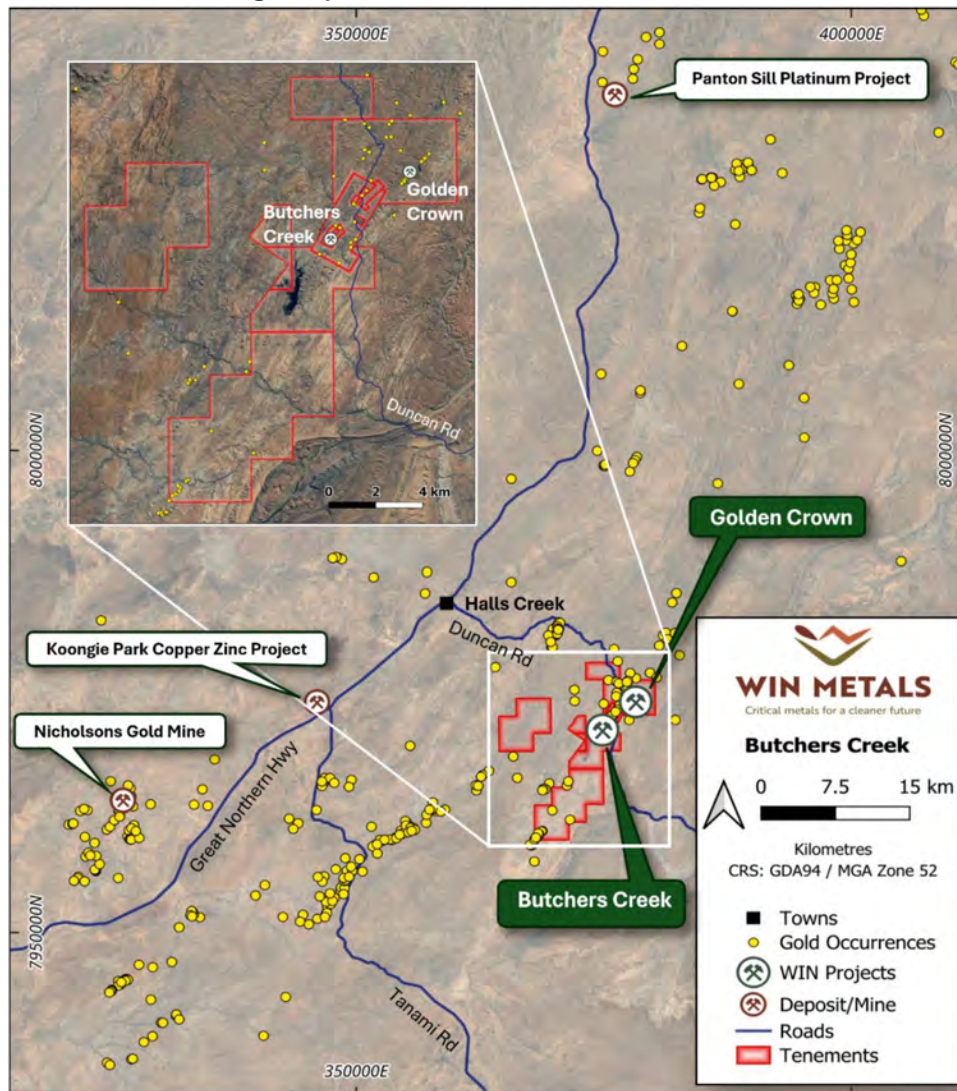 350000E
400000E
Panton Sill Platinum Project
Golden
Crown
Butchers
Creek
Duncan Rd
0 2 4 km
8000000N
8000000N
Golden Crown
Halls Creek
Duncan Rd
Koongie Park Copper Zinc Project
Nicholsons Gold Mine
Great Northern Hwy
Butchers Creek
Tanami Rd
7950000N
350000E
WIN METALS
Critical metals for a cleaner future
Butchers Creek
0 7.5 15 km
Kilometres
CRS: GDA94 / MGA Zone 52
Towns
Gold Occurrences
WIN Projects
Deposit/Mine
Roads
Tenements